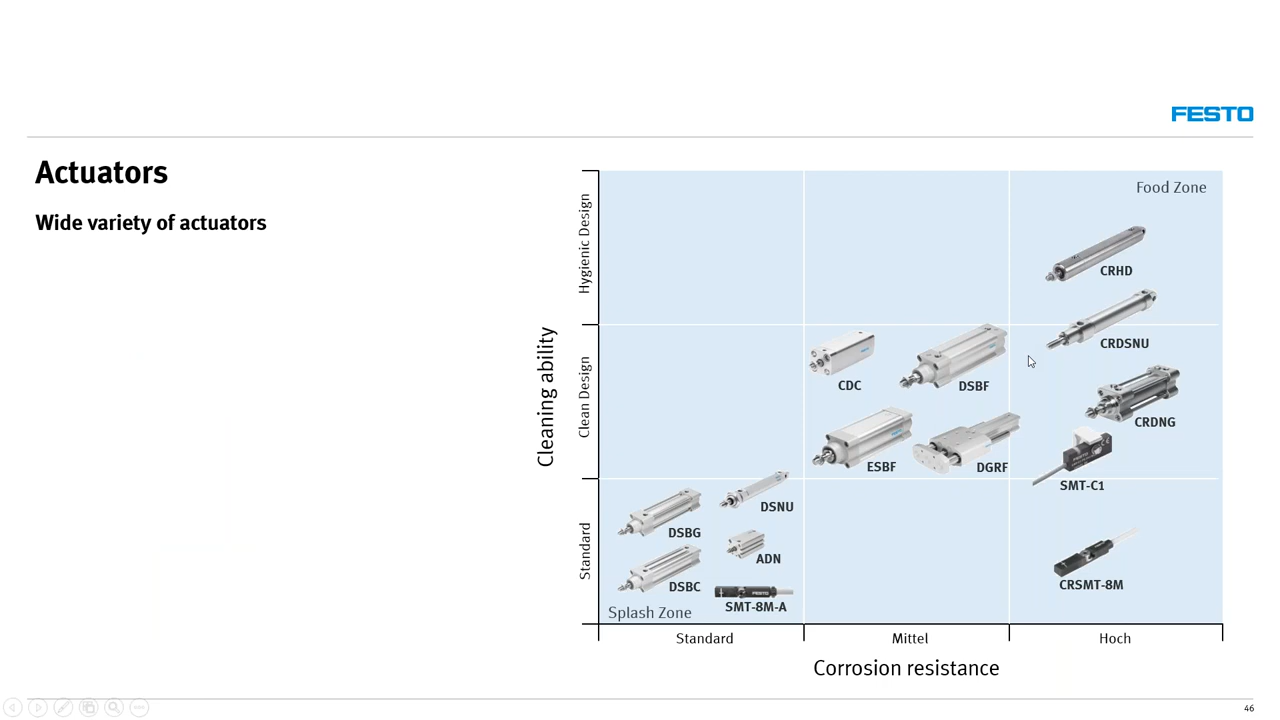 FESTO
Actuators
Wide variety of actuators
Food Zone
Hygienic Design
Clean Design
Standard
Cleaning ability
CRHD
CRDSNU
CDC
DSBF
CRDNG
ESBF
DGRF
SMT-C1
DSNU
DSBG
ADN
DSBC
CRSMT-8M
SMT-8M-A
Splash Zone
Standard
Mittel
Hoch
Corrosion resistance
46